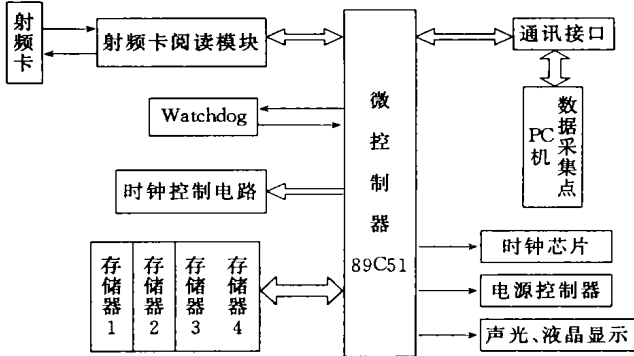 射频卡
射频卡阅读模块
Watchdog
时钟控制电路
存储器1
存储器2
存储器3
存储器4
微控制器
89C51
通讯接口
PC机
数据采集点
时钟芯片
电源控制器
声光、液晶显示